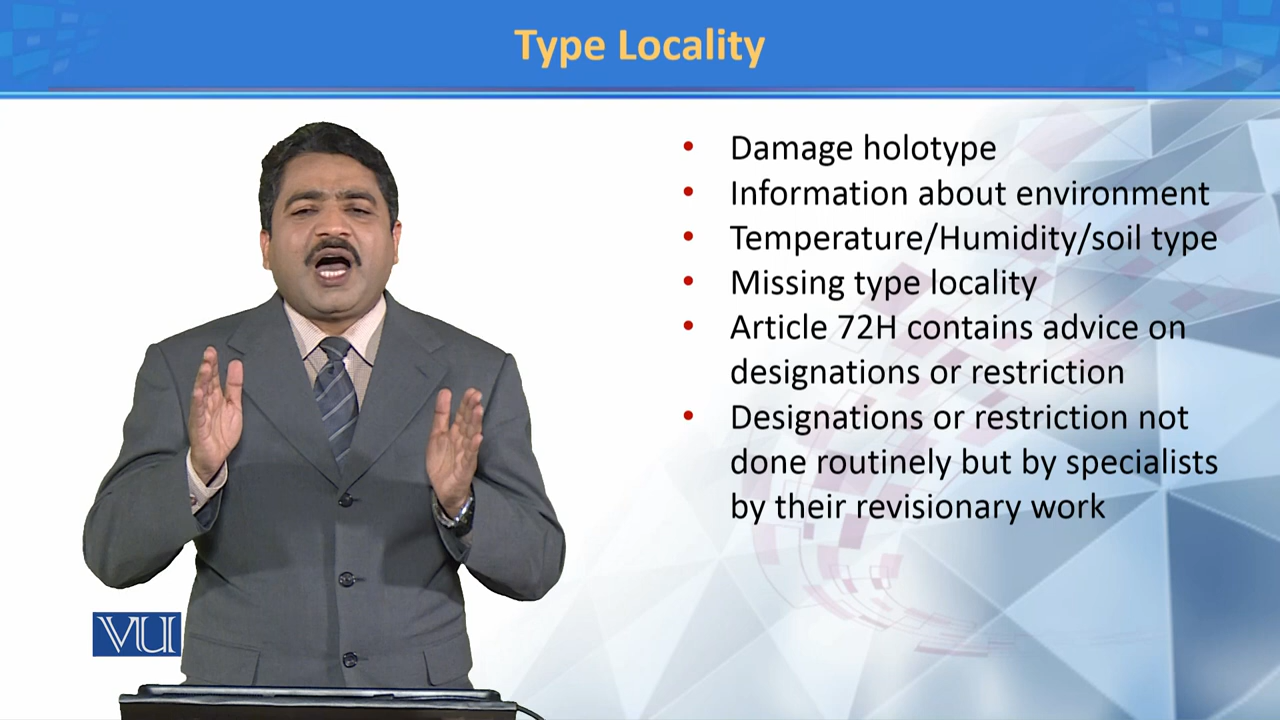 Type Locality
• Damage holotype
• Information about environment
• Temperature/Humidity/soil type
• Missing type locality
• Article 72H contains advice on
designations or restriction
• Designations or restriction not
done routinely but by specialists
by their revisionary work
VU